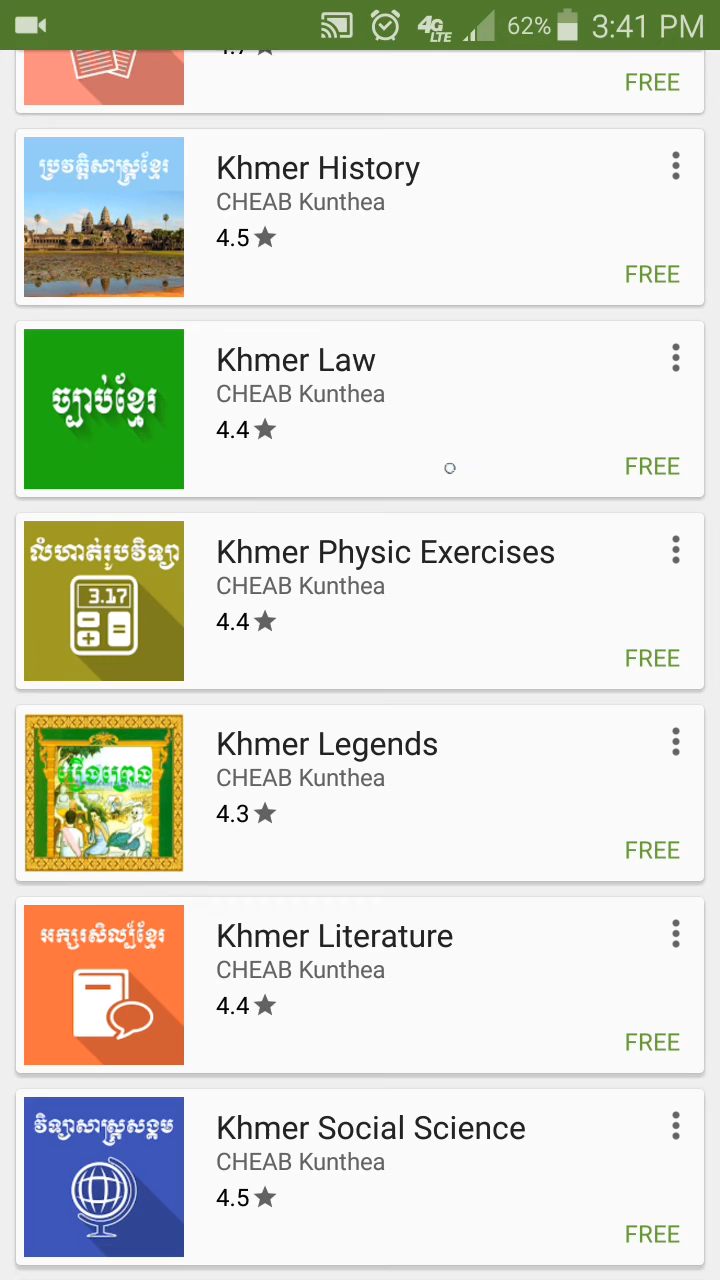 4G LTE 62% 3:41 PM
FREE
ប្រវត្តិសាស្ត្រខ្មែរ
Khmer History
CHEAB Kunthea
4.5
FREE
ច្បាប់ខ្មែរ
Khmer Law
CHEAB Kunthea
4.4
FREE
លំហាត់រូបវិទ្យា
3.17
Khmer Physic Exercises
CHEAB Kunthea
4.4
FREE
រឿងព្រេង
Khmer Legends
CHEAB Kunthea
4.3
FREE
អក្សរសិល្ប៍ខ្មែរ
Khmer Literature
CHEAB Kunthea
4.4
FREE
វិទ្យាសាស្ត្រសង្គម
Khmer Social Science
CHEAB Kunthea
4.5
FREE